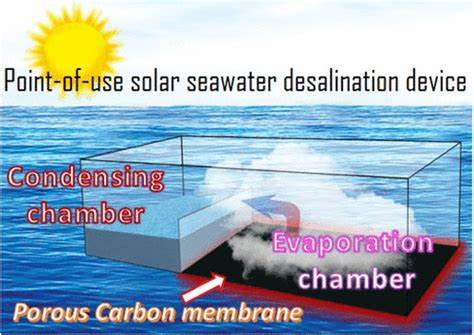 Point-of-use solar seawater desalination device
Condensing
chamber
Evaporation
chamber
Porous Carbon membrane